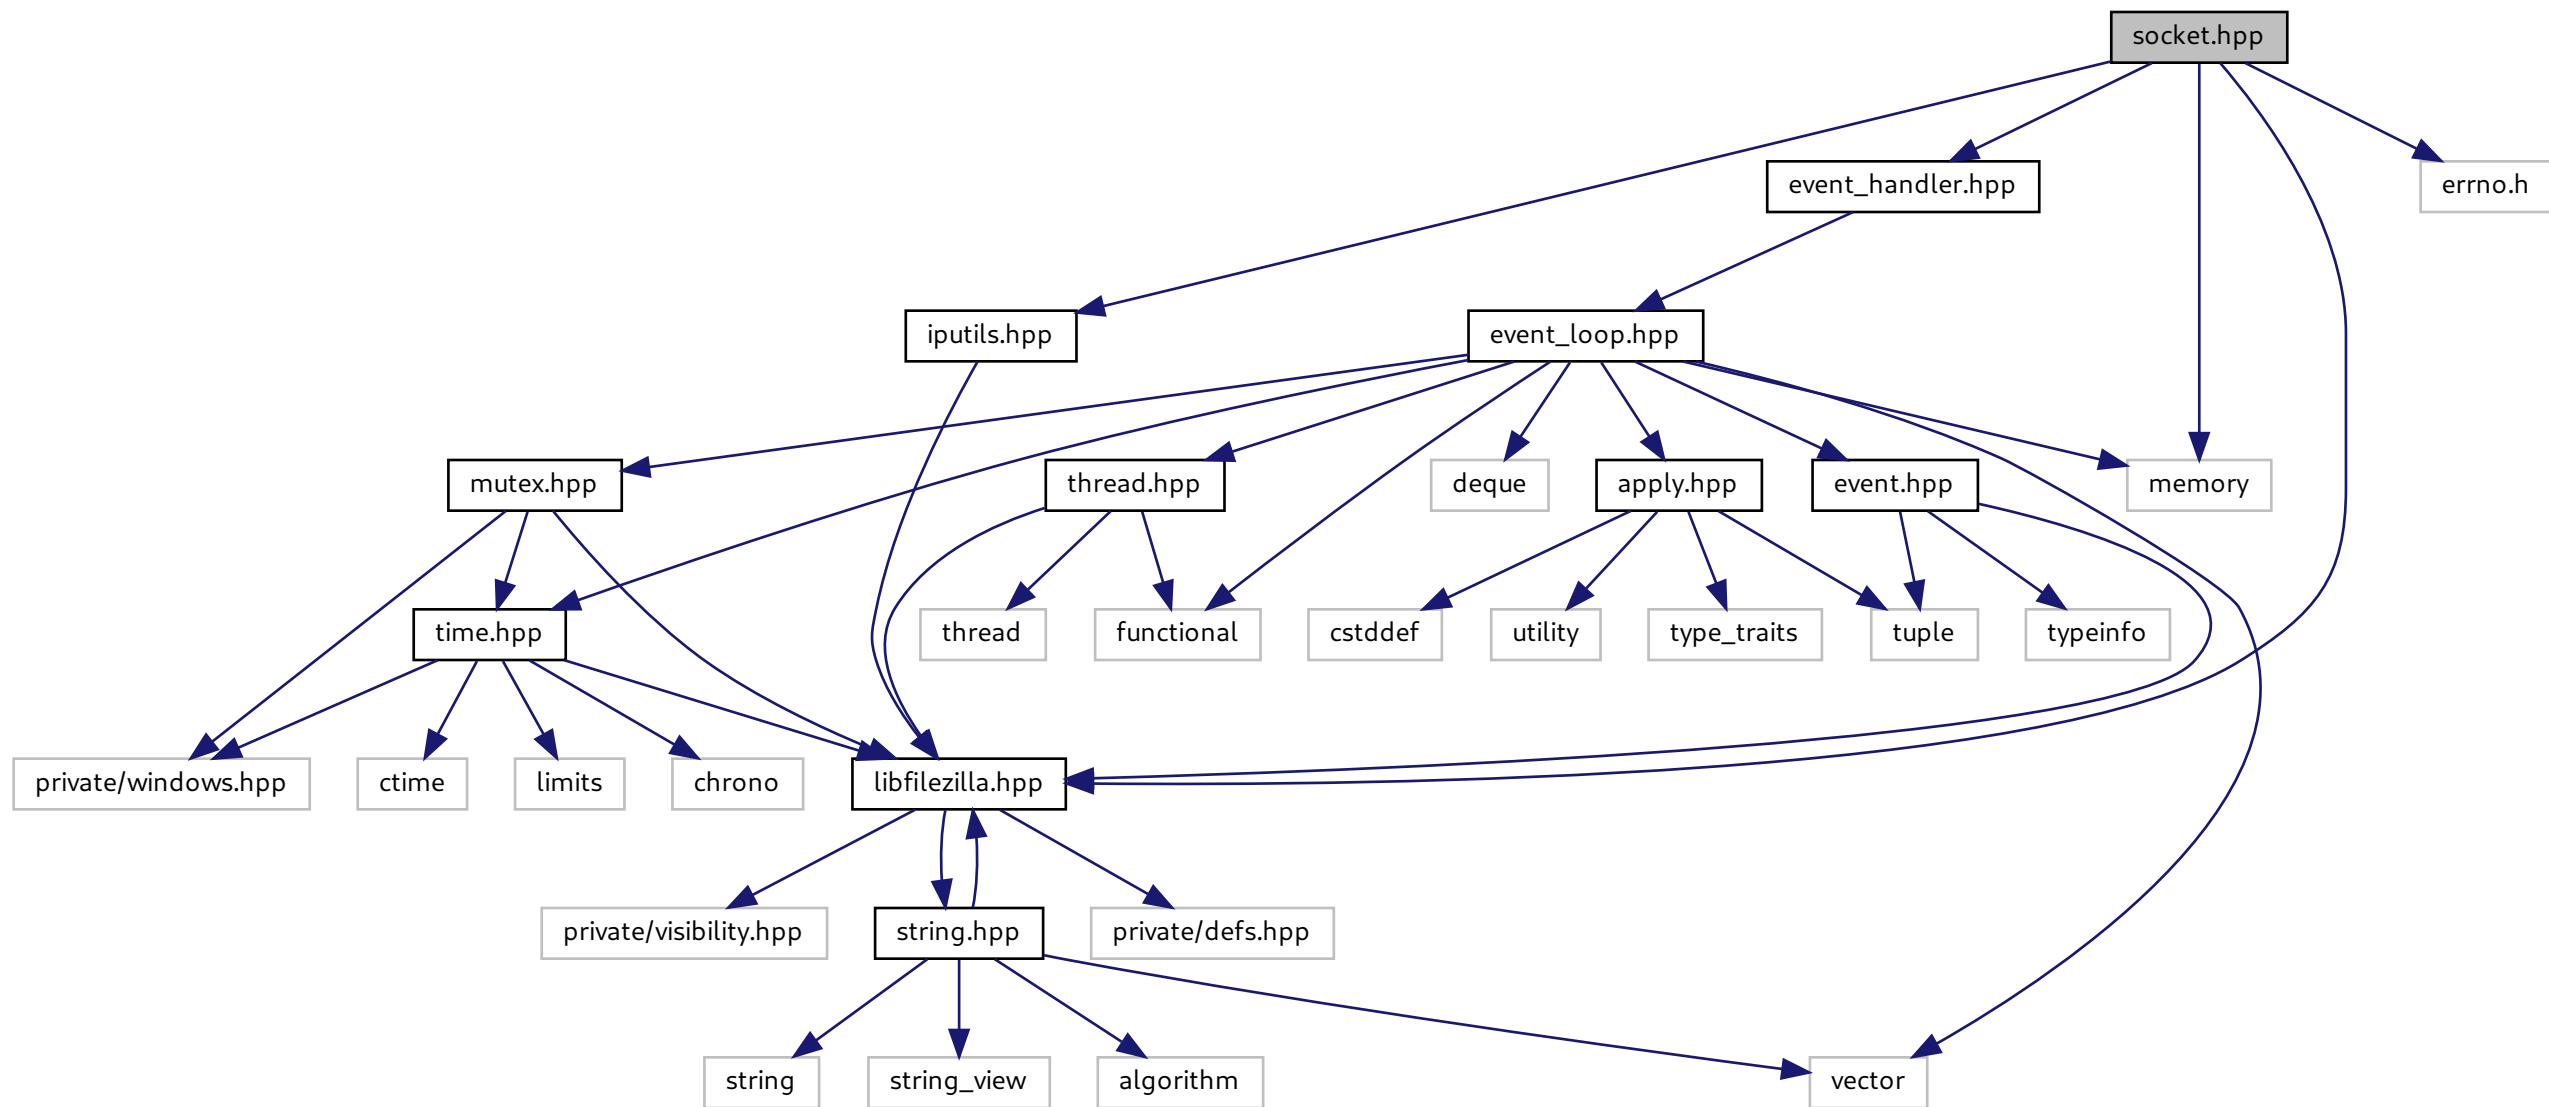 socket.hpp
event_handler.hpp
errno.h
iputils.hpp
event_loop.hpp
mutex.hpp
thread.hpp
deque
apply.hpp
event.hpp
memory
time.hpp
thread
functional
cstddef
utility
type_traits
tuple
typeinfo
private/windows.hpp
ctime
limits
chrono
libfilezilla.hpp
private/visibility.hpp
string.hpp
private/defs.hpp
string
string_view
algorithm
vector